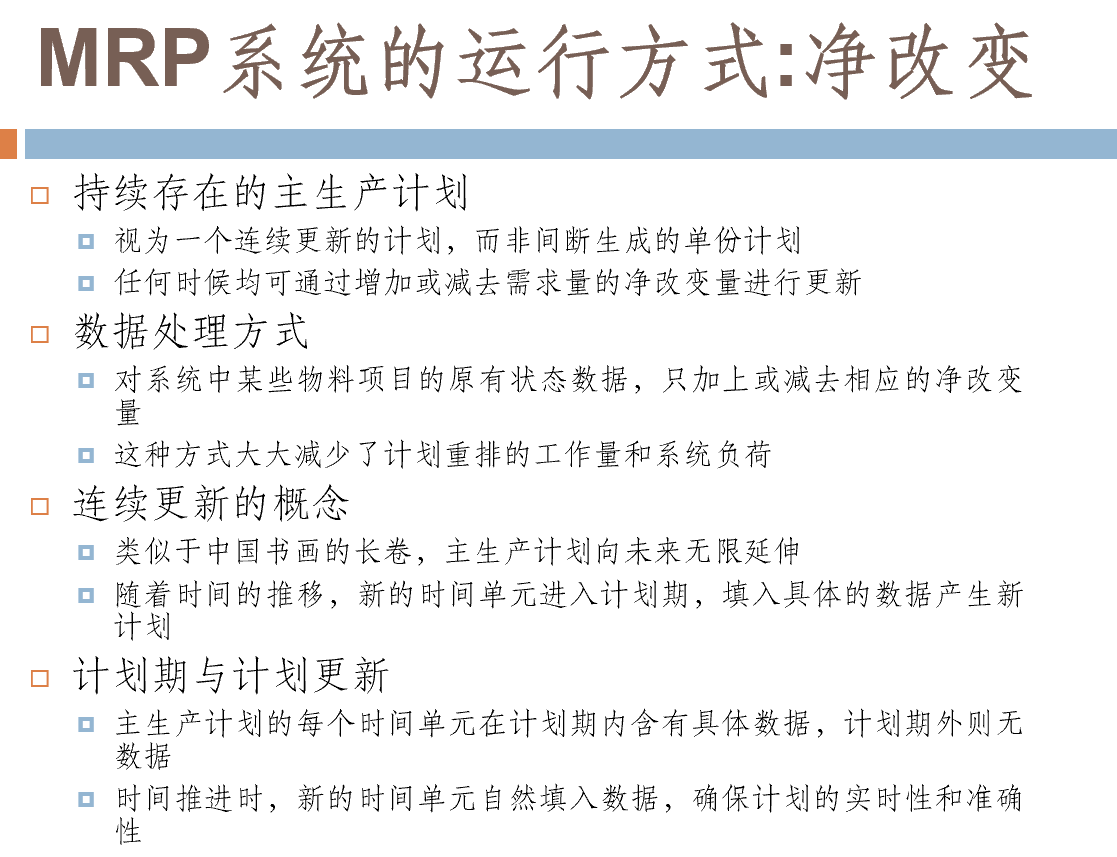 MRP系统的运行方式:净改变
持续存在的主生产计划
视为一个连续更新的计划，而非间断生成的单份计划
任何时候均可通过增加或减去需求量的净改变量进行更新
数据处理方式
对系统中某些物料项目的原有状态数据，只加上或减去相应的净改变
量
这种方式大大减少了计划重排的工作量和系统负荷
连续更新的概念
类似于中国书画的长卷，主生产计划向未来无限延伸
随着时间的推移，新的时间单元进入计划期，填入具体的数据产生新
计划
计划期与计划更新
主生产计划的每个时间单元在计划期内含有具体数据，计划期外则无
数据
时间推进时，新的时间单元自然填入数据，确保计划的实时性和准确
性